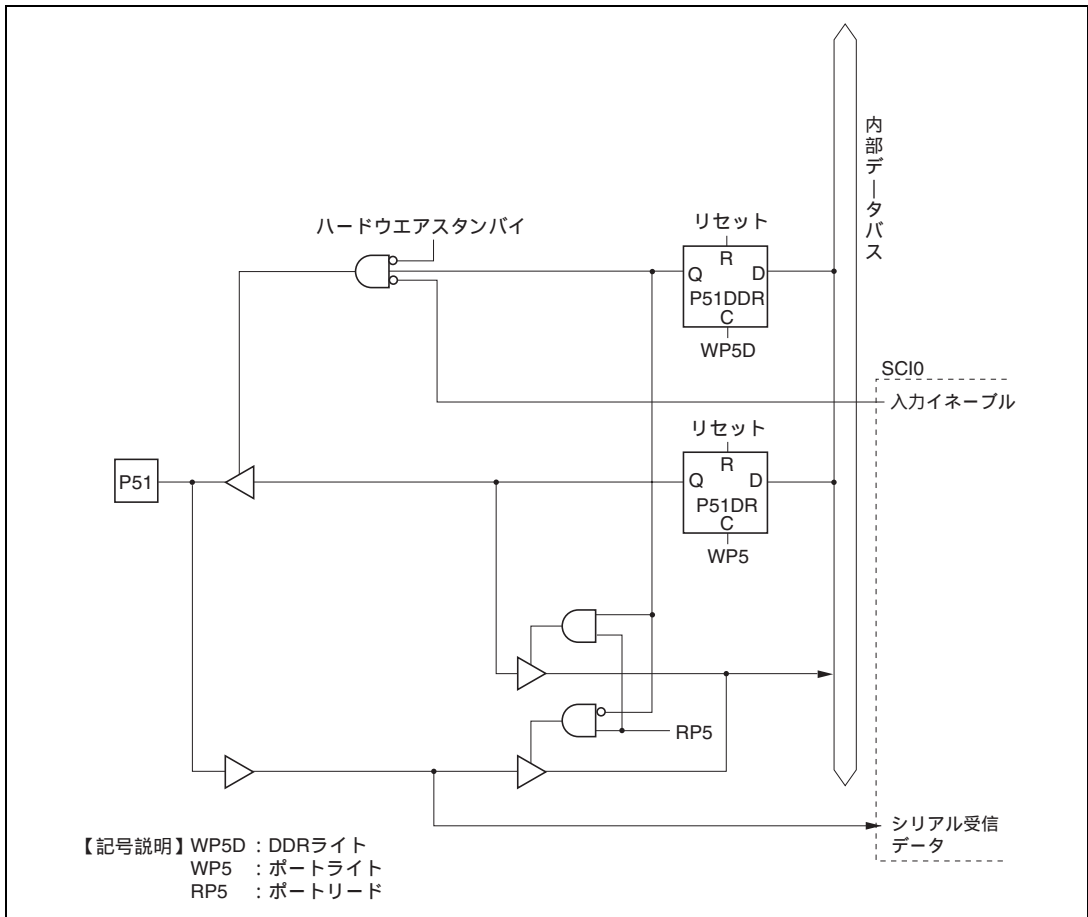 内部データバス
ハードウエアスタンバイ
リセット
R
Q D
P51DDR
C
WP5D
SCI0
入力イネーブル
リセット
R
P51
Q D
P51DR
C
WP5
RP5
シリアル受信
データ
【記号説明】WP5D : DDRライト
WP5 : ポートライト
RP5 : ポートリード